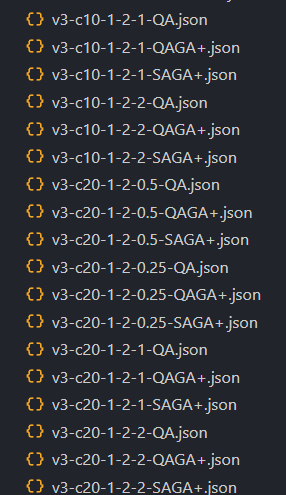 v3-c10-1-2-1-QA.json
v3-c10-1-2-1-QAGA+.json
v3-c10-1-2-1-SAGA+.json
v3-c10-1-2-2-QA.json
v3-c10-1-2-2-QAGA+.json
v3-c10-1-2-2-SAGA+.json
v3-c20-1-2-0.5-QA.json
v3-c20-1-2-0.5-QAGA+.json
v3-c20-1-2-0.5-SAGA+.json
v3-c20-1-2-0.25-QA.json
v3-c20-1-2-0.25-QAGA+.json
v3-c20-1-2-0.25-SAGA+.json
v3-c20-1-2-1-QA.json
v3-c20-1-2-1-QAGA+.json
v3-c20-1-2-1-SAGA+.json
v3-c20-1-2-2-QA.json
v3-c20-1-2-2-QAGA+.json
v3-c20-1-2-2-SAGA+.json